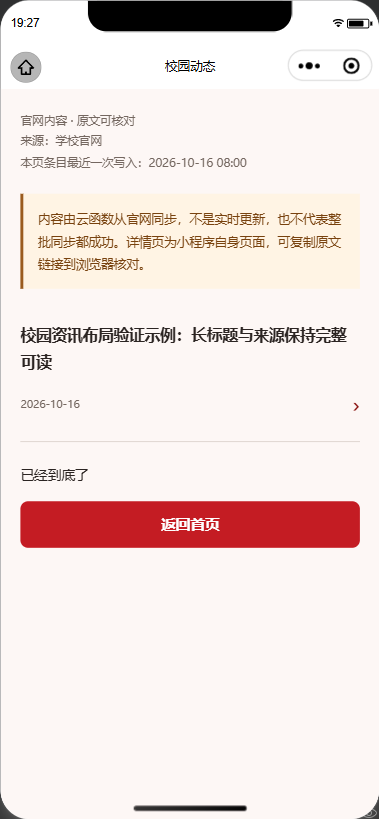 19:27
校园动态
官网内容 · 原文可核对
来源：学校官网
本页条目最近一次写入：2026-10-16 08:00
内容由云函数从官网同步，不是实时更新，也不代表整
批同步都成功。详情页为小程序自身页面，可复制原文
链接到浏览器核对。
校园资讯布局验证示例：长标题与来源保持完整
可读
2026-10-16
已经到底了
返回首页